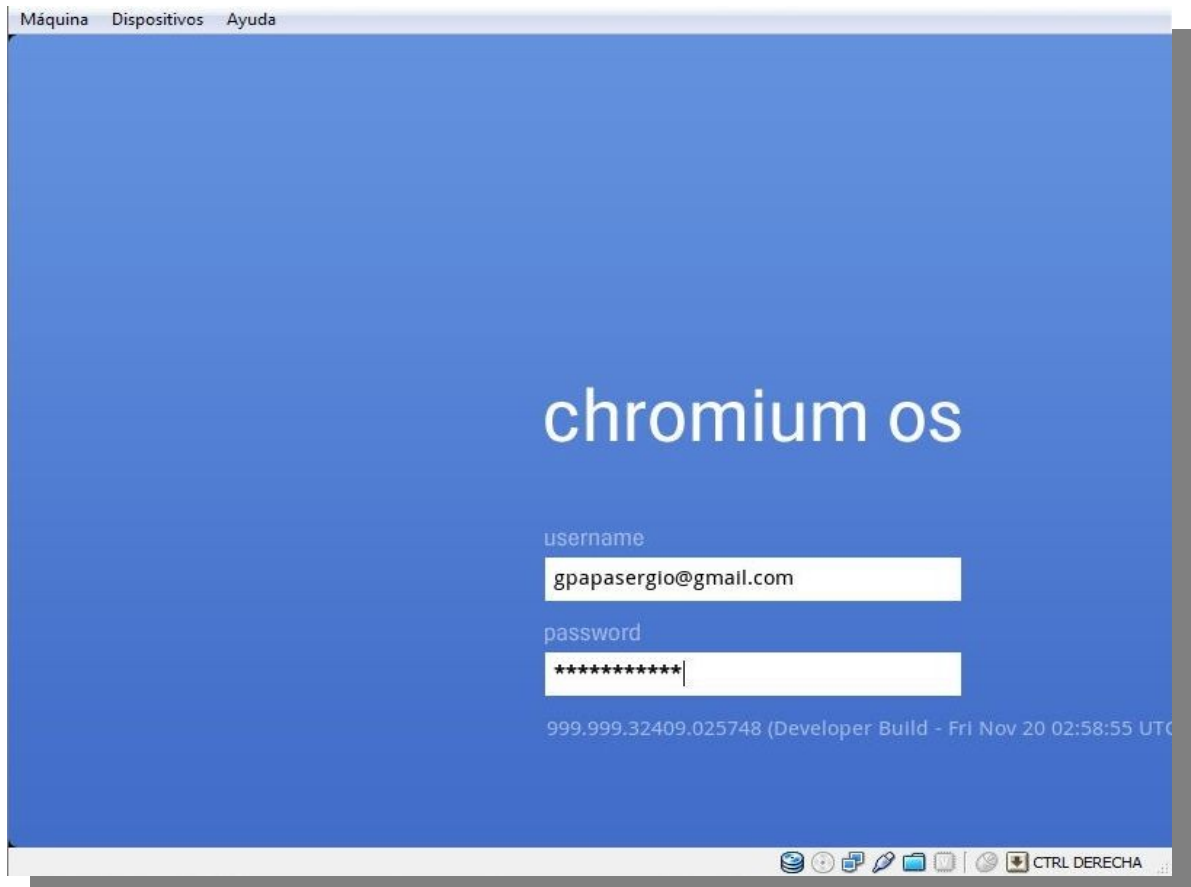 Máquina Dispositivos Ayuda
chromium os
username
gpapasergio@gmail.com
password
***********
999.999.32409.025748 (Developer Build - Fri Nov 20 02:58:55 UTC
CTRL DERECHA